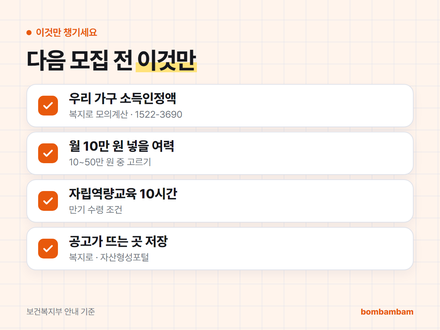 이것만 챙기세요
다음 모집 전 이것만
우리 가구 소득인정액
복지로 모의계산 · 1522-3690
월 10만 원 넣을 여력
10~50만 원 중 고르기
자립역량교육 10시간
만기 수령 조건
공고가 뜨는 곳 저장
복지로 · 자산형성포털
보건복지부 안내 기준
bombambam